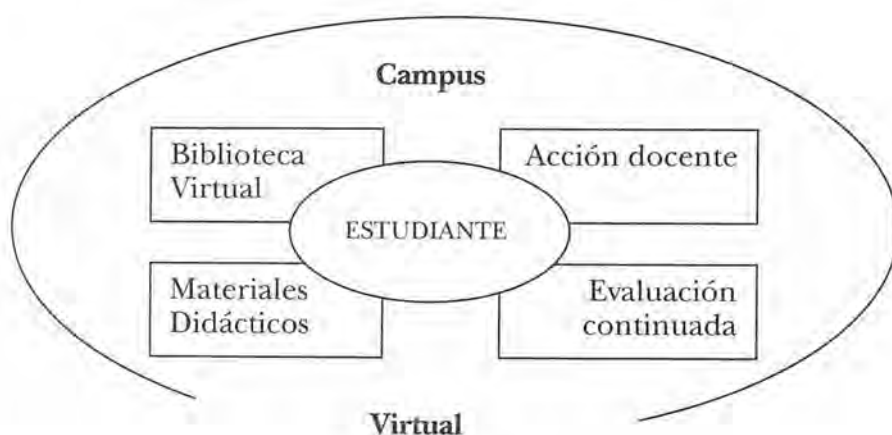 Campus
Biblioteca
Virtual
Acción docente
ESTUDIANTE
Materiales
Didácticos
Evaluación
continuada
Virtual